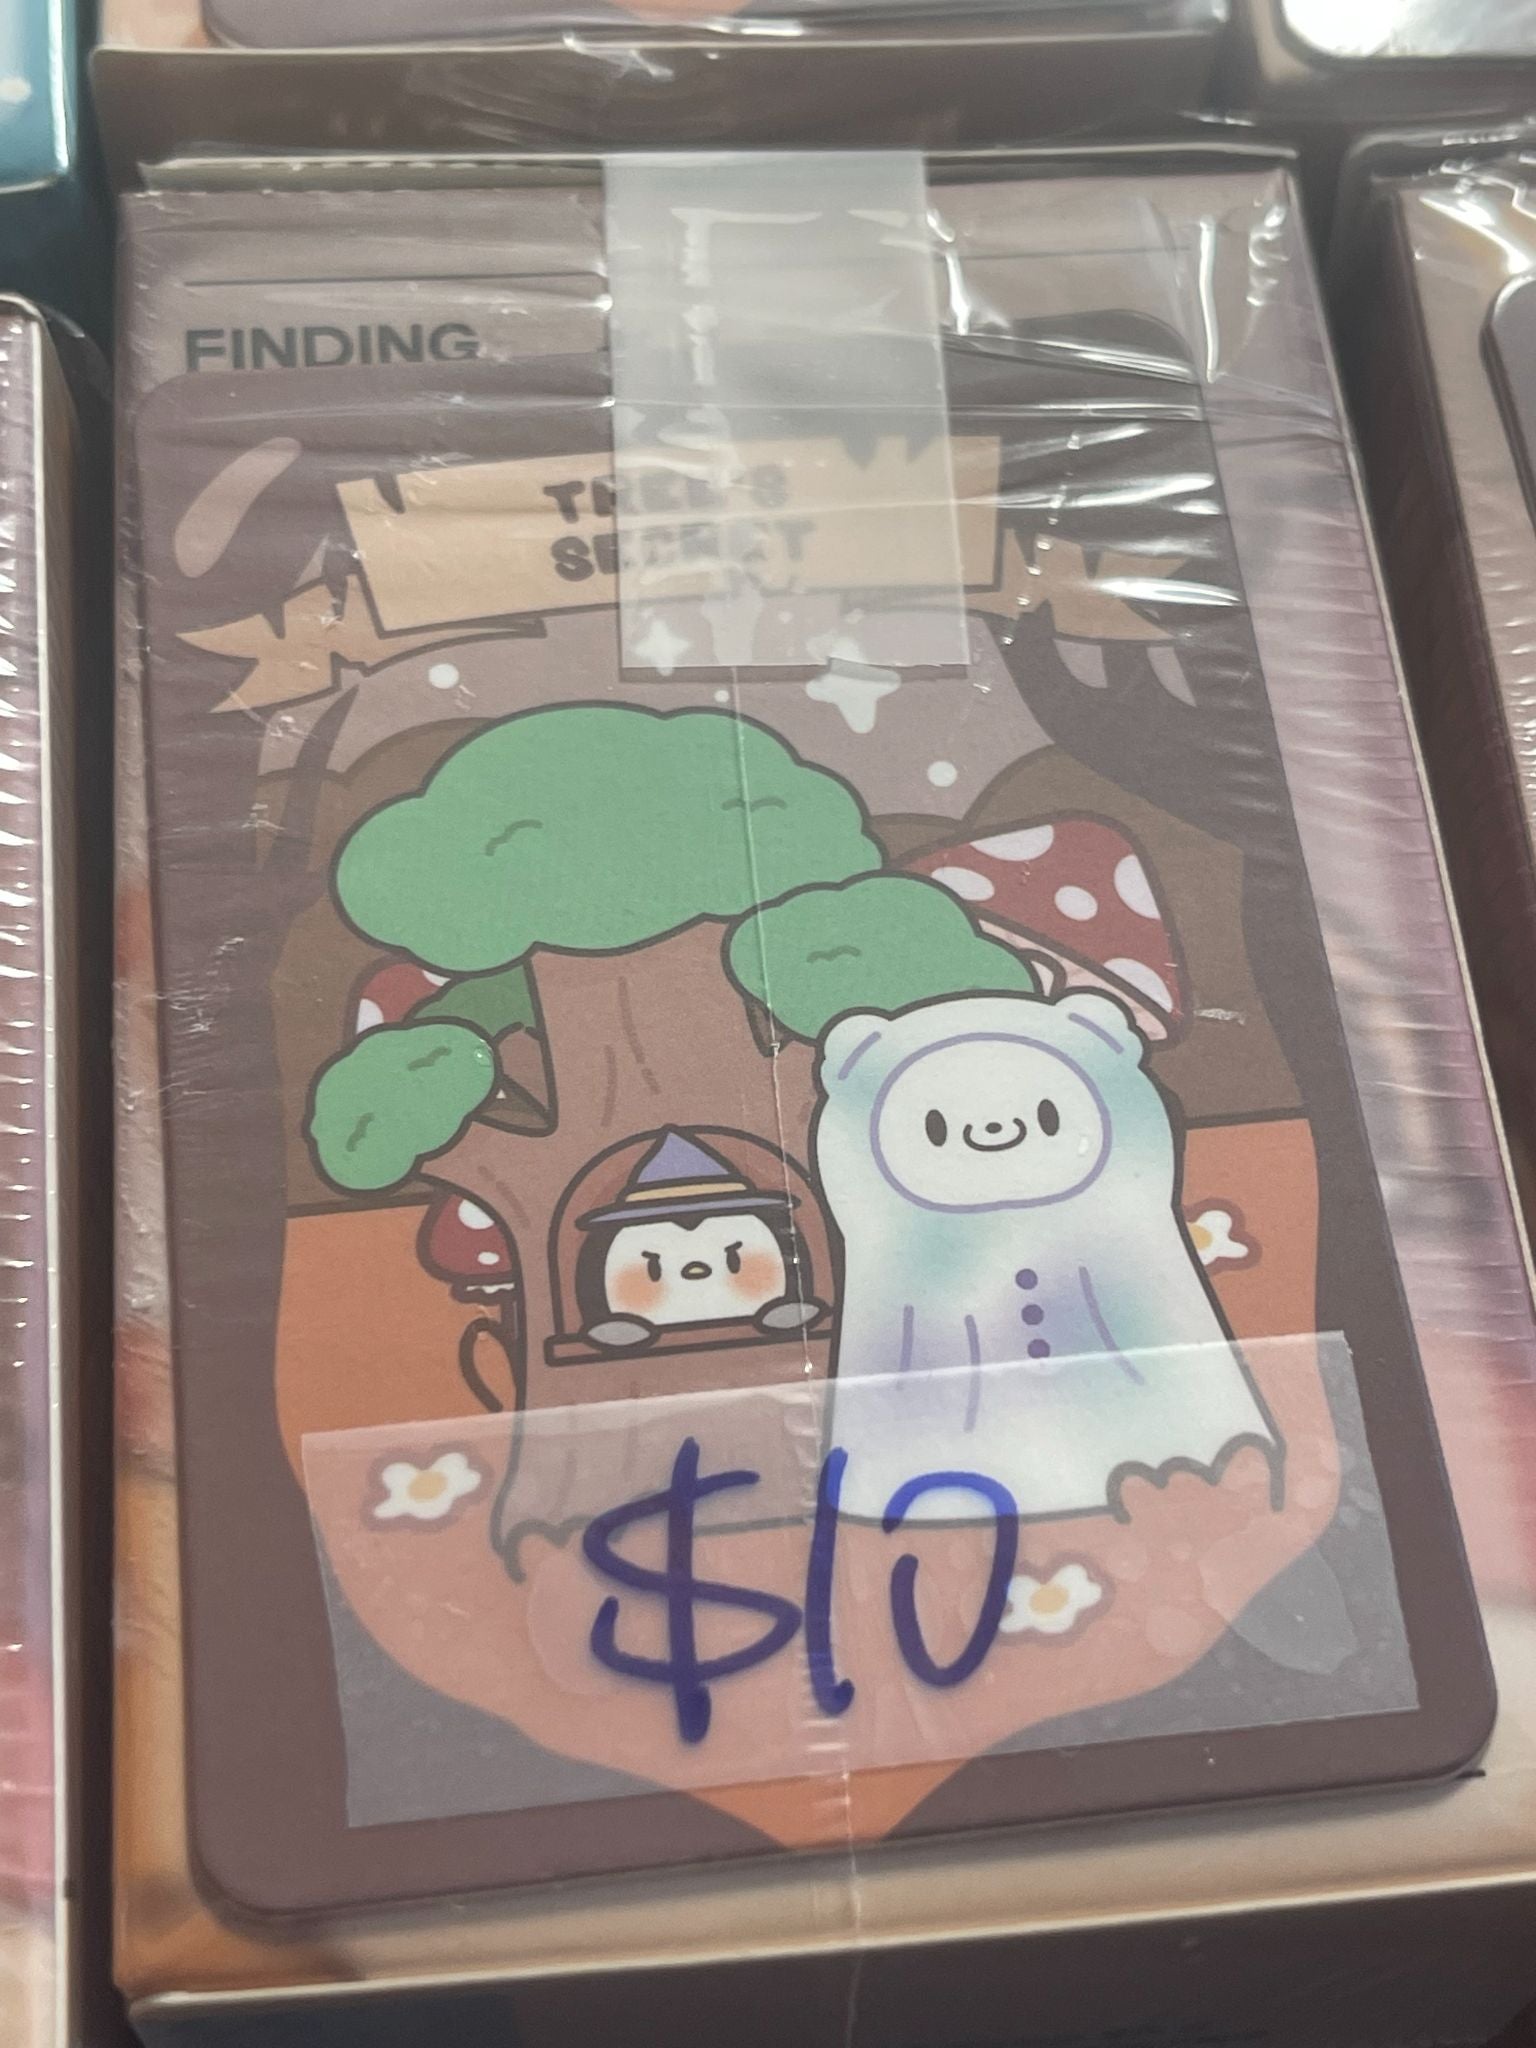 FINDING
TREE'S
SECRET
$10